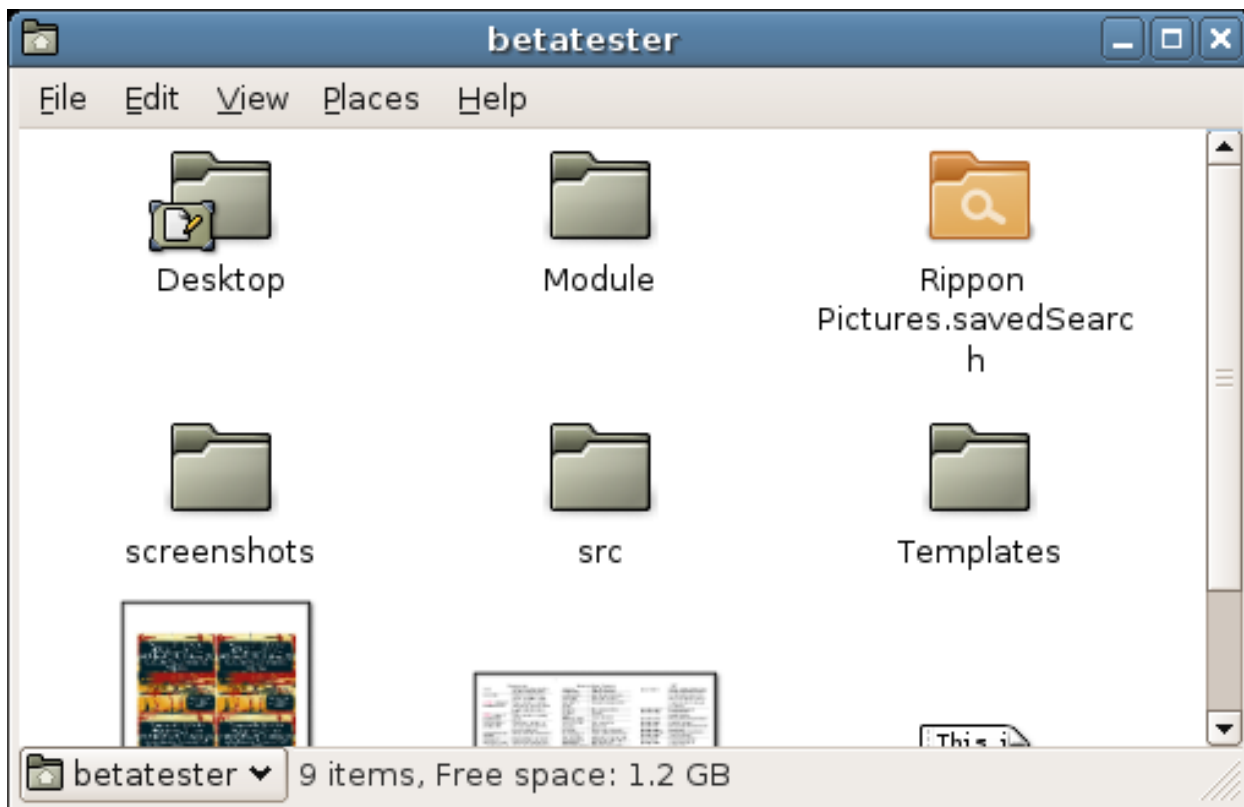 betatester
File Edit View Places Help
Desktop
Module
Rippon
Pictures.savedSearc
h
screenshots
src
Templates
This i
betatester
9 items, Free space: 1.2 GB